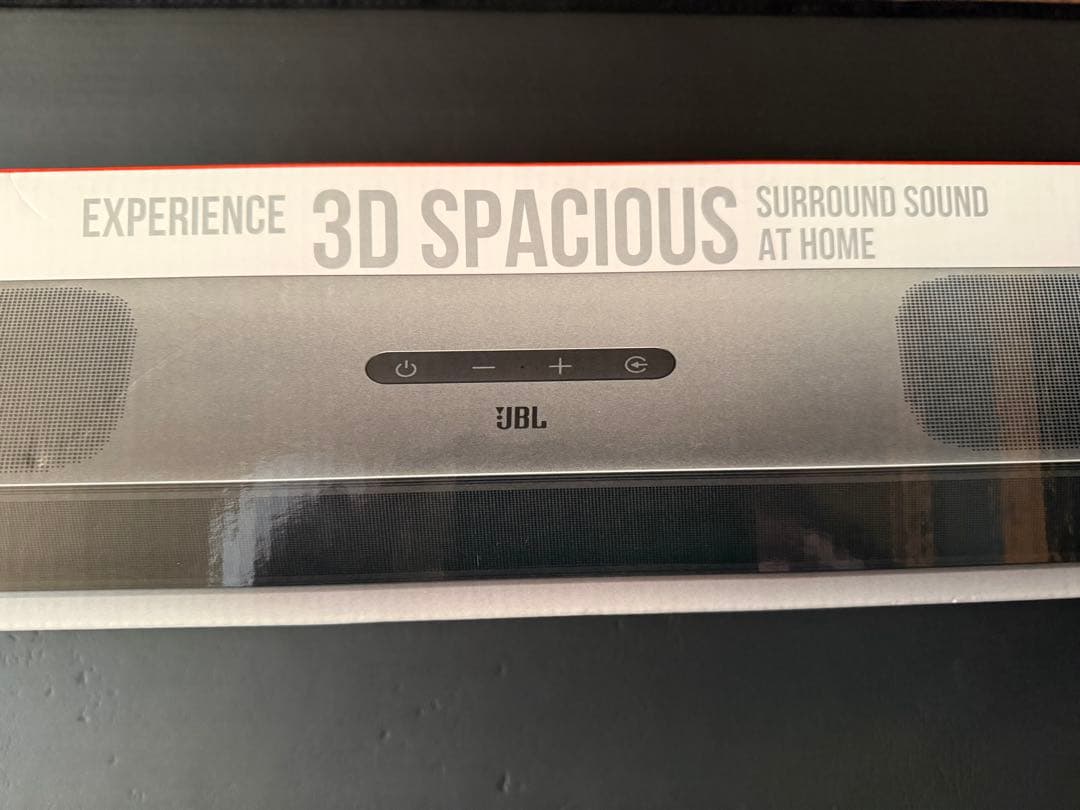 EXPERIENCE 3D SPACIOUS SURROUND SOUND
AT HOME
JBL